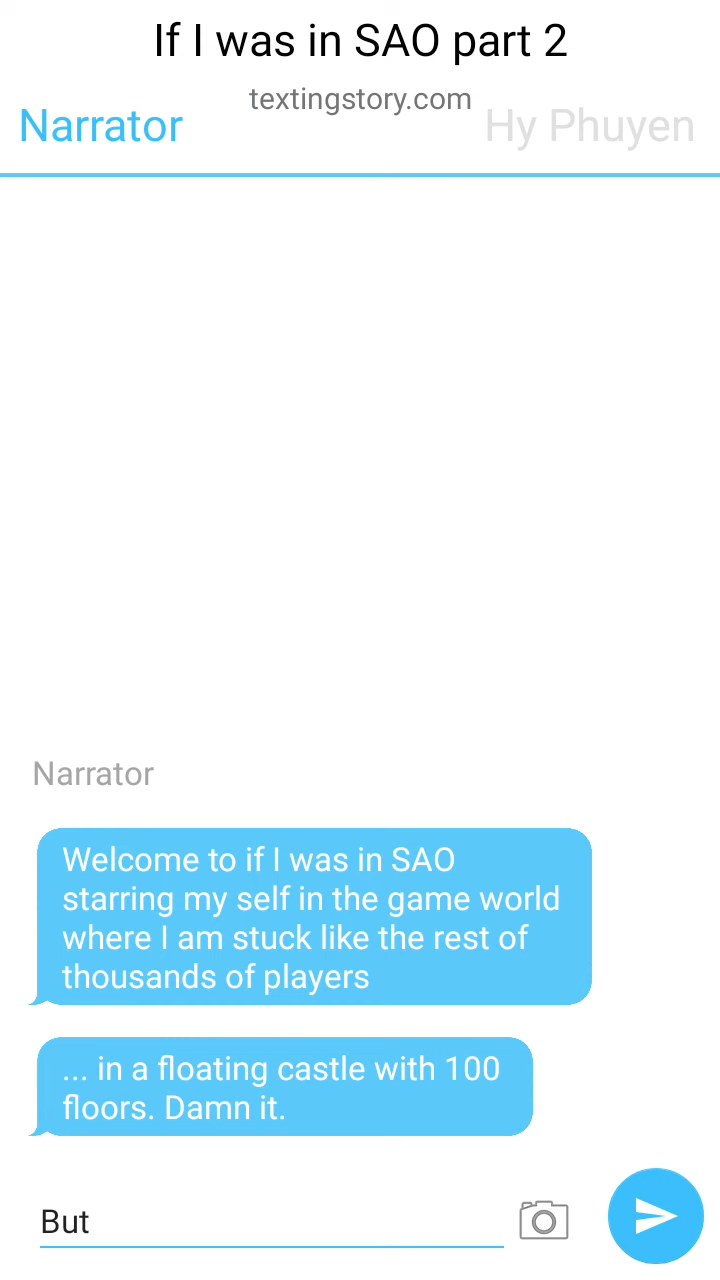 If I was in SAO part 2
textingstory.com
Narrator
Hy Phuyen
Narrator
Welcome to if I was in SAO
starring my self in the game world
where I am stuck like the rest of
thousands of players
... in a floating castle with 100
floors. Damn it.
But